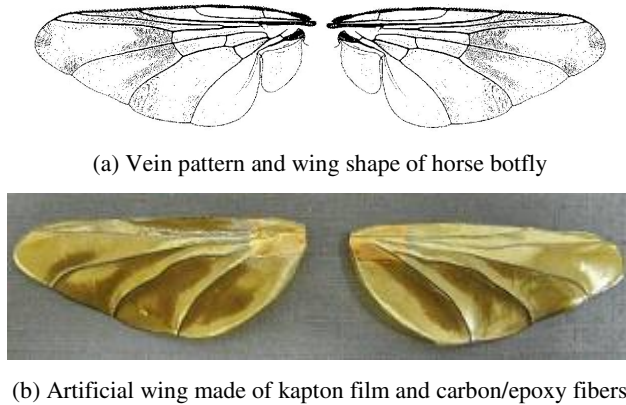 (a) Vein pattern and wing shape of horse botfly
(b) Artificial wing made of kapton film and carbon/epoxy fibers